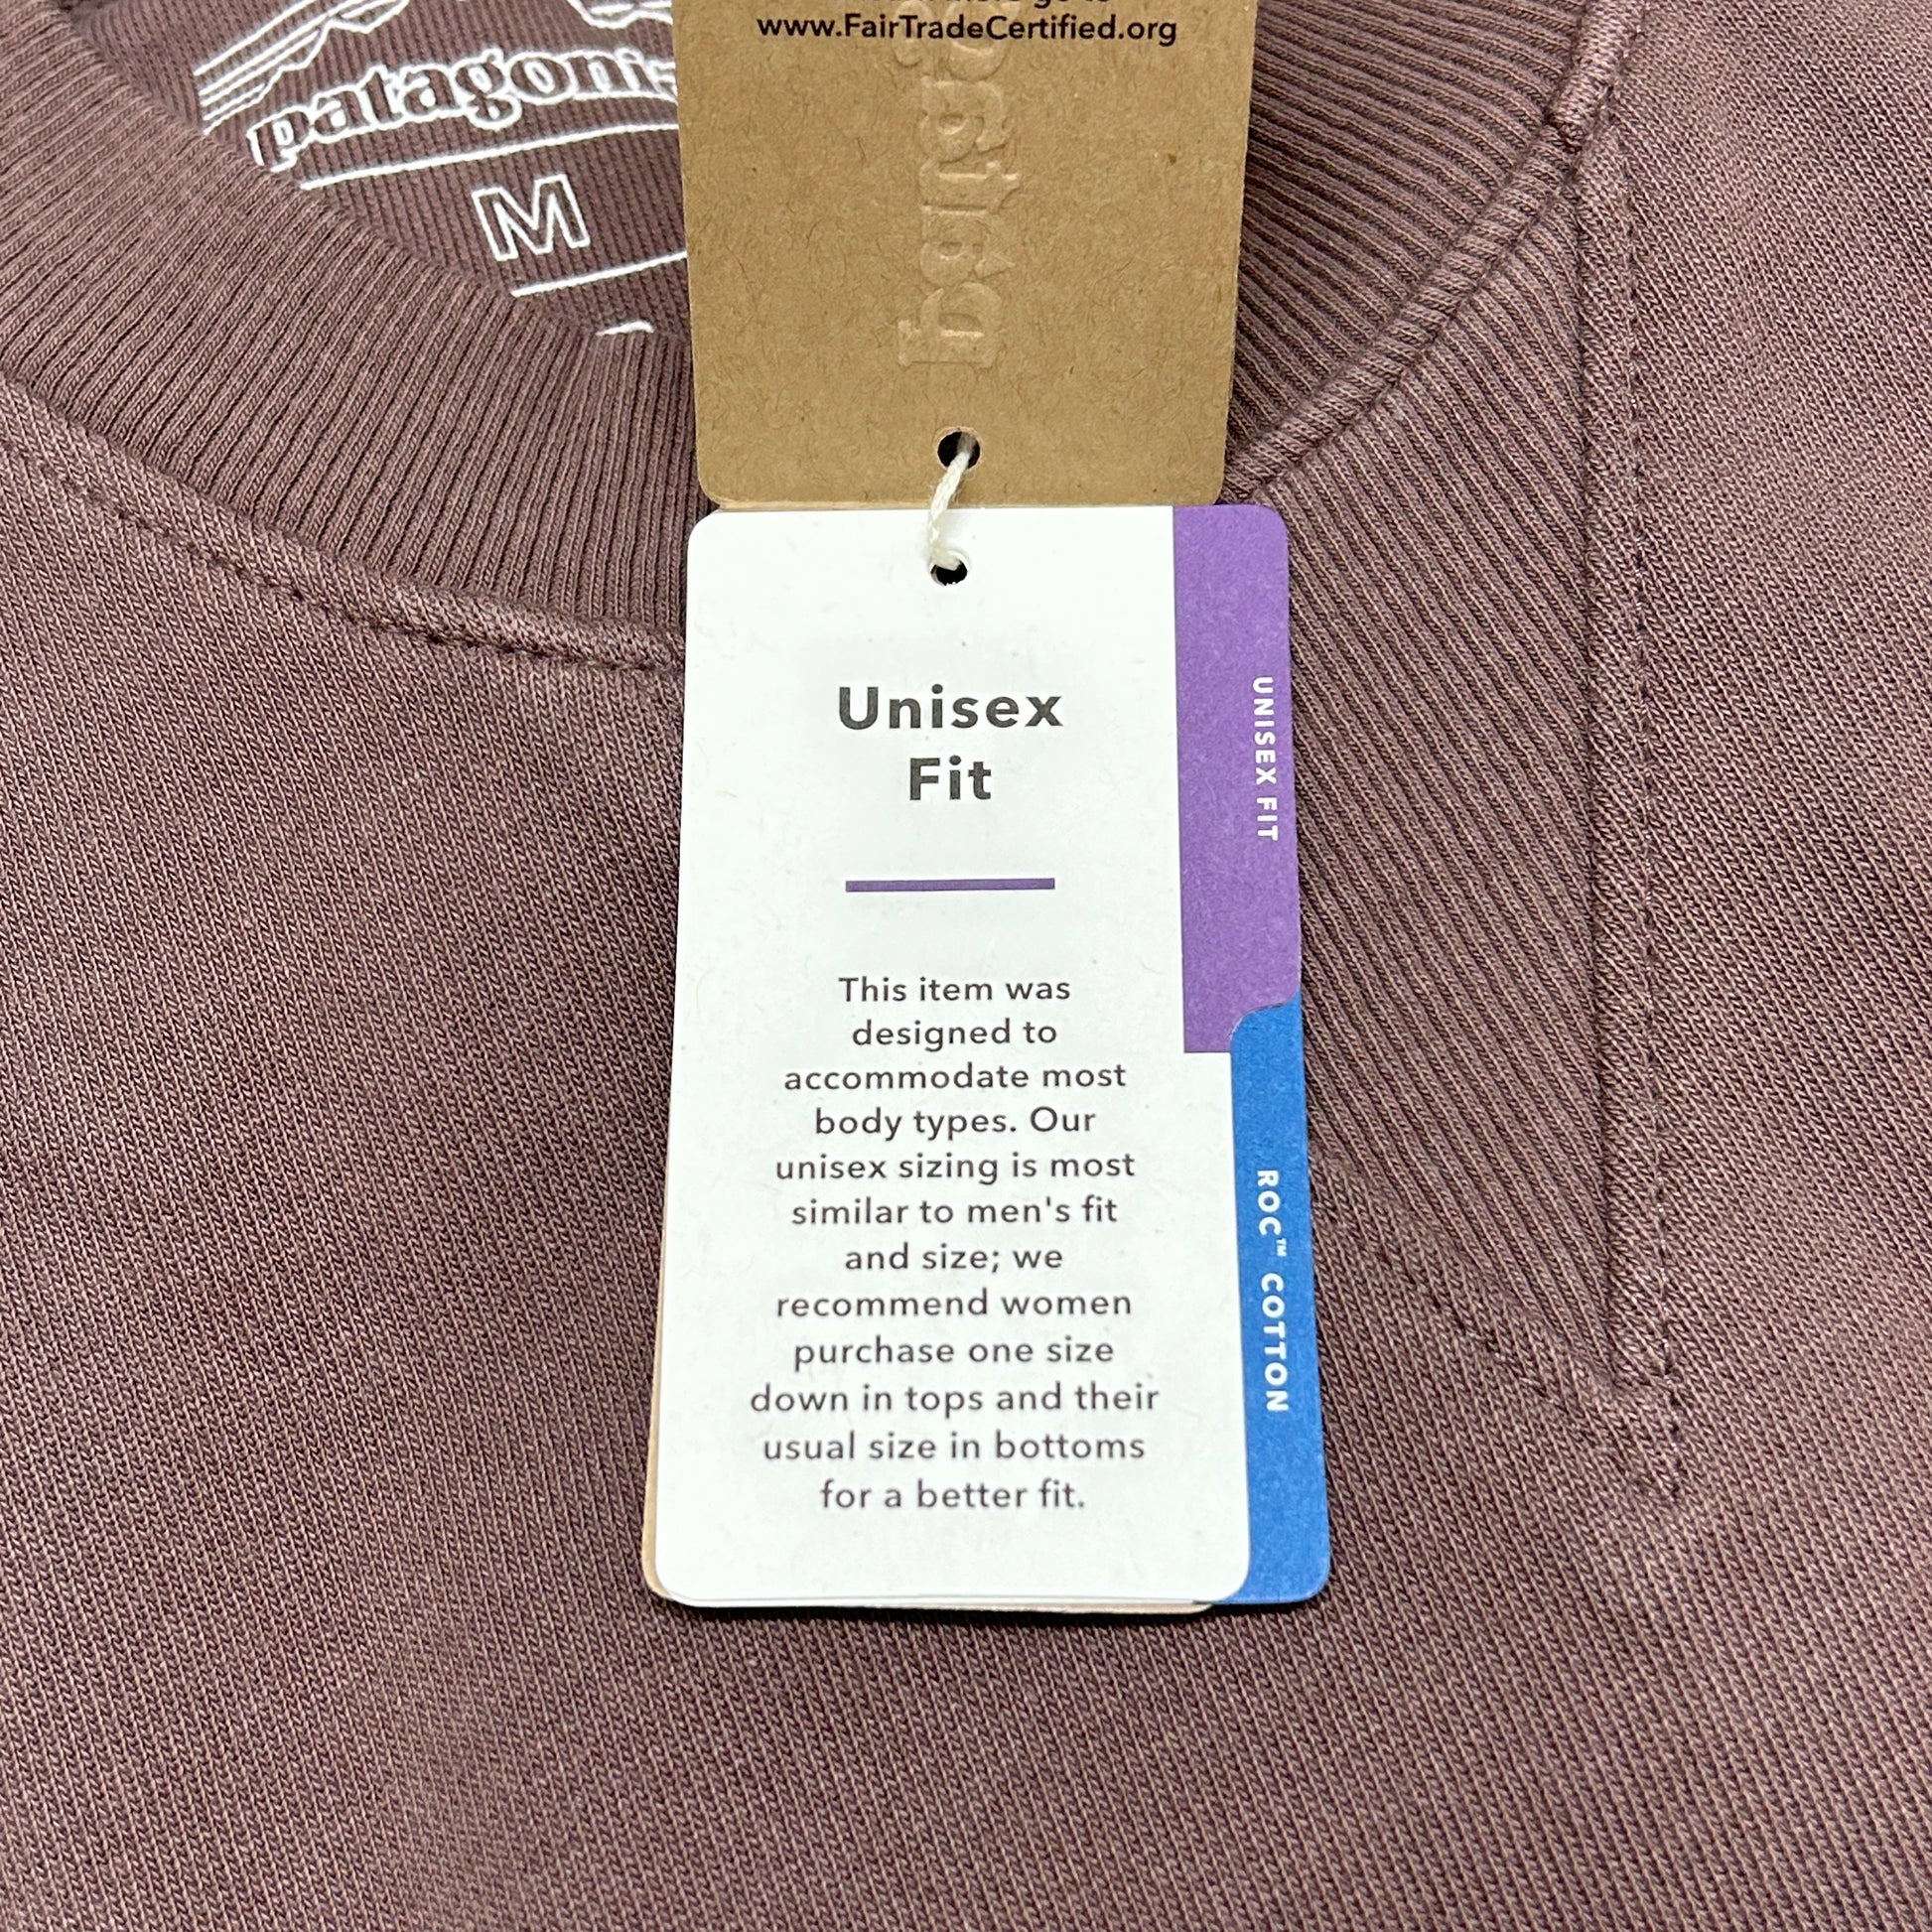 www.FairTradeCertified.org
patagonia
M
patagonia
Unisex
Fit
This item was
designed to
accommodate most
body types. Our
unisex sizing is most
similar to men's fit
and size; we
recommend women
purchase one size
down in tops and their
usual size in bottoms
for a better fit.
UNISEX FIT
ROC™ COTTON